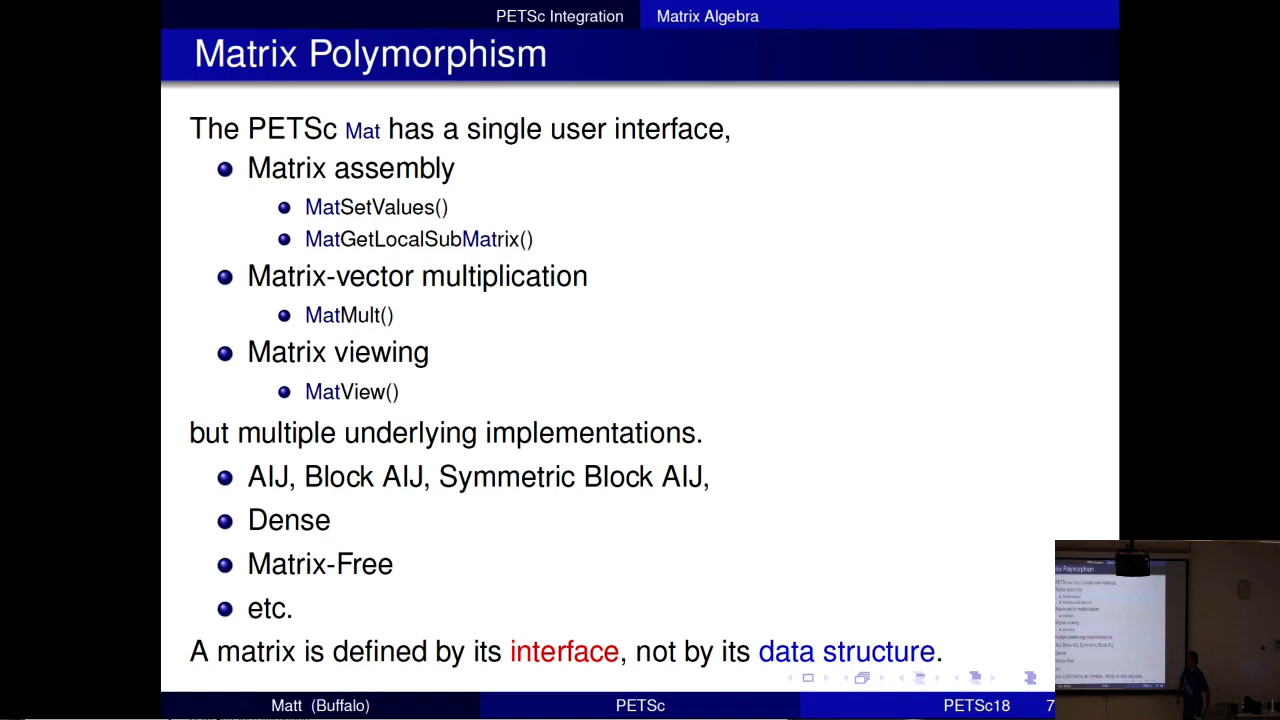 PETSc Integration Matrix Algebra
Matrix Polymorphism
The PETSc Mat has a single user interface,
Matrix assembly
MatSetValues()
MatGetLocalSubMatrix()
Matrix-vector multiplication
MatMult()
Matrix viewing
MatView()
but multiple underlying implementations.
AIJ, Block AIJ, Symmetric Block AIJ,
Dense
Matrix-Free
etc.
A matrix is defined by its interface, not by its data structure.
Matt (Buffalo) PETSc PETSc18 7